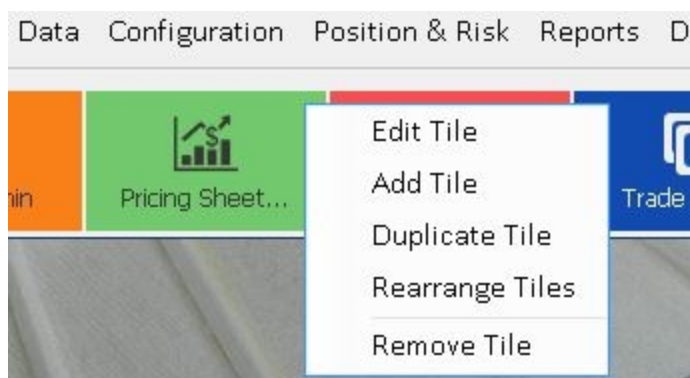 Data Configuration Position & Risk Reports
Pricing Sheet...
Trade
Edit Tile
Add Tile
Duplicate Tile
Rearrange Tiles
Remove Tile